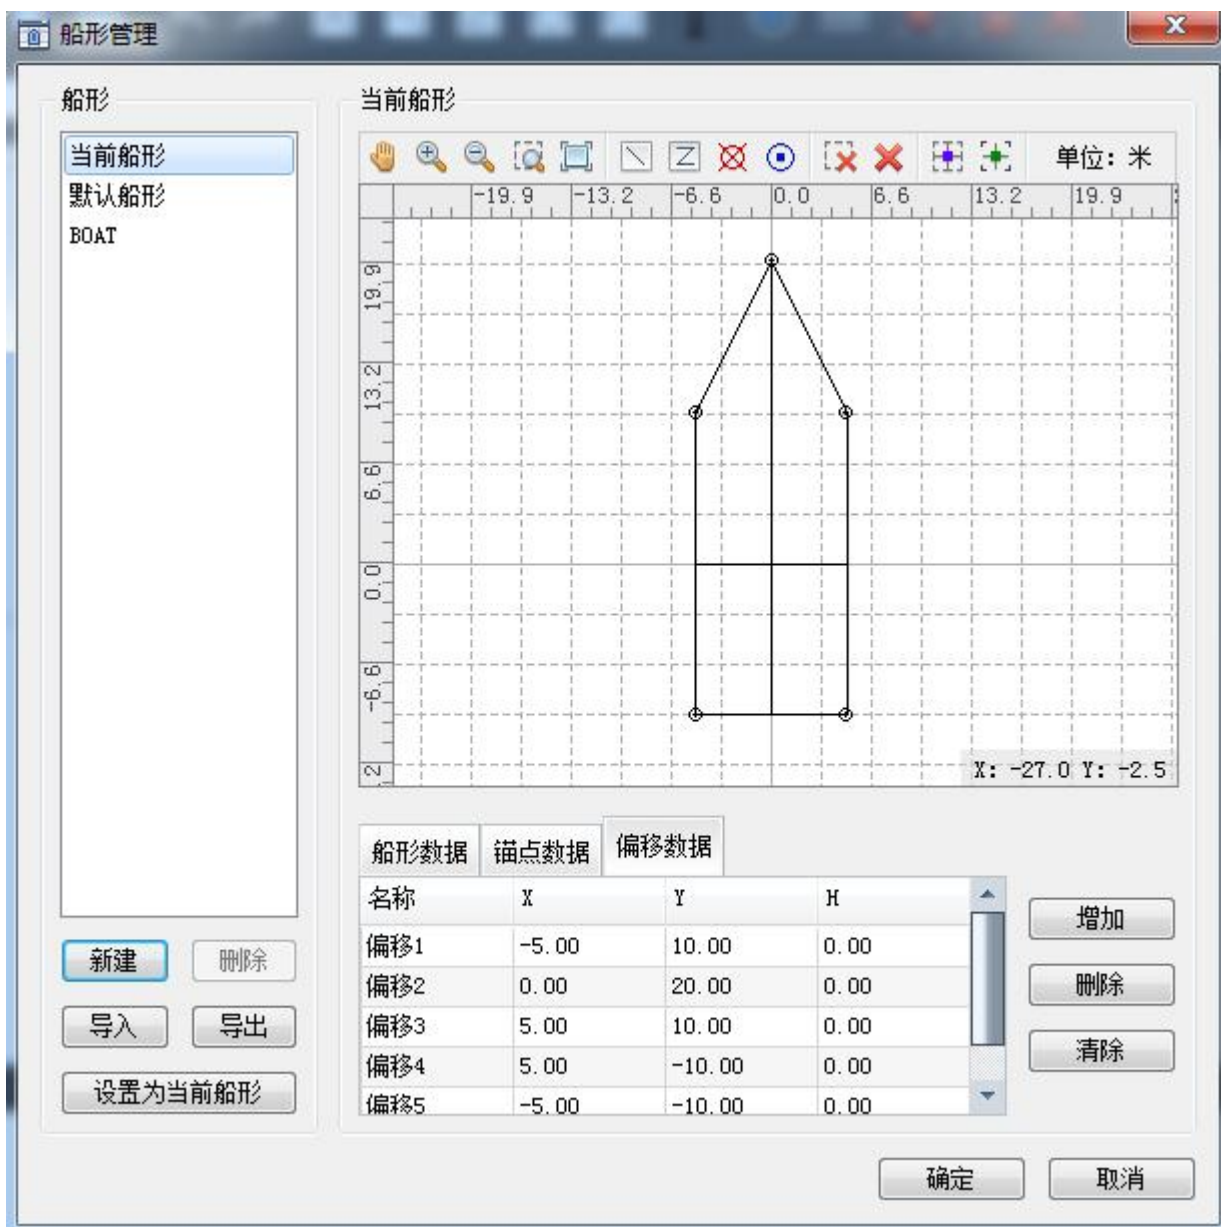 船形管理
船形
当前船形
默认船形
BOAT
新建
删除
导入
导出
设置为当前船形
当前船形
单位: 米
-19.9 -13.2 -6.6 0.0 6.6 13.2 19.9
19.9
13.2
6.6
0.0
-6.6
2
X: -27.0 Y: -2.5
船形数据 锚点数据 偏移数据
名称 X Y H
偏移1 -5.00 10.00 0.00
偏移2 0.00 20.00 0.00
偏移3 5.00 10.00 0.00
偏移4 5.00 -10.00 0.00
偏移5 -5.00 -10.00 0.00
增加
删除
清除
确定
取消